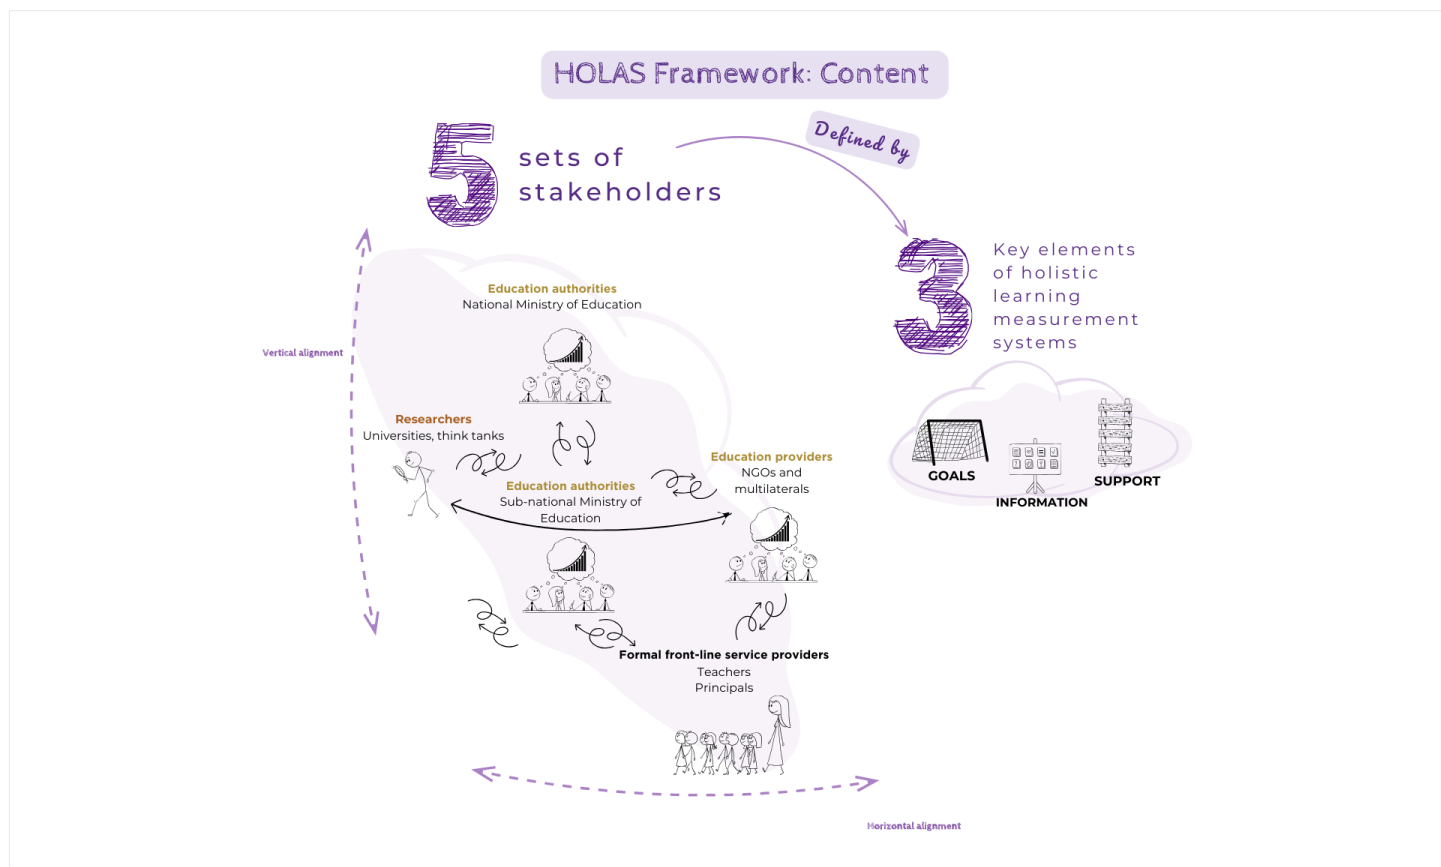 HOLAS Framework: Content
Defined by
5
sets of
stakeholders
3
Key elements
of holistic
learning
measurement
systems
Education authorities
National Ministry of Education
Vertical alignment
Researchers
Universities, think tanks
Education providers
NGOs and
multilaterals
Education authorities
Sub-national Ministry of
Education
GOALS
INFORMATION
SUPPORT
Formal front-line service providers
Teachers
Principals
Horizontal alignment